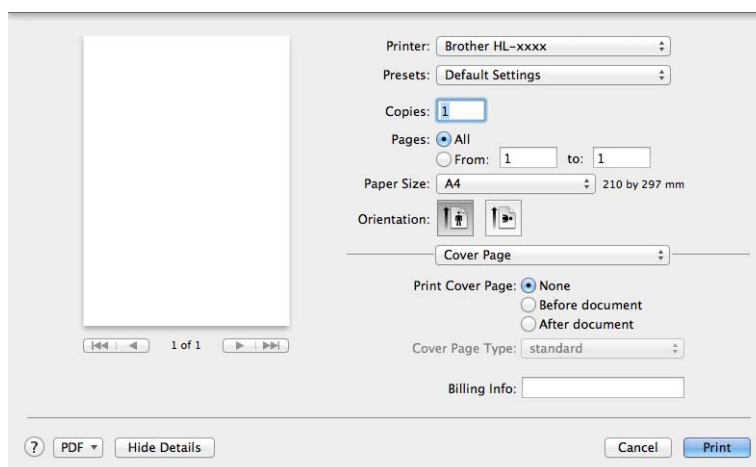 Printer: Brother HL-xxxx
Presets: Default Settings
Copies: 1
Pages: All
From: 1 to: 1
Paper Size: A4 210 by 297 mm
Orientation:
Cover Page
Print Cover Page: None
Before document
After document
Cover Page Type: standard
Billing Info:
1 of 1
? PDF Hide Details Cancel Print